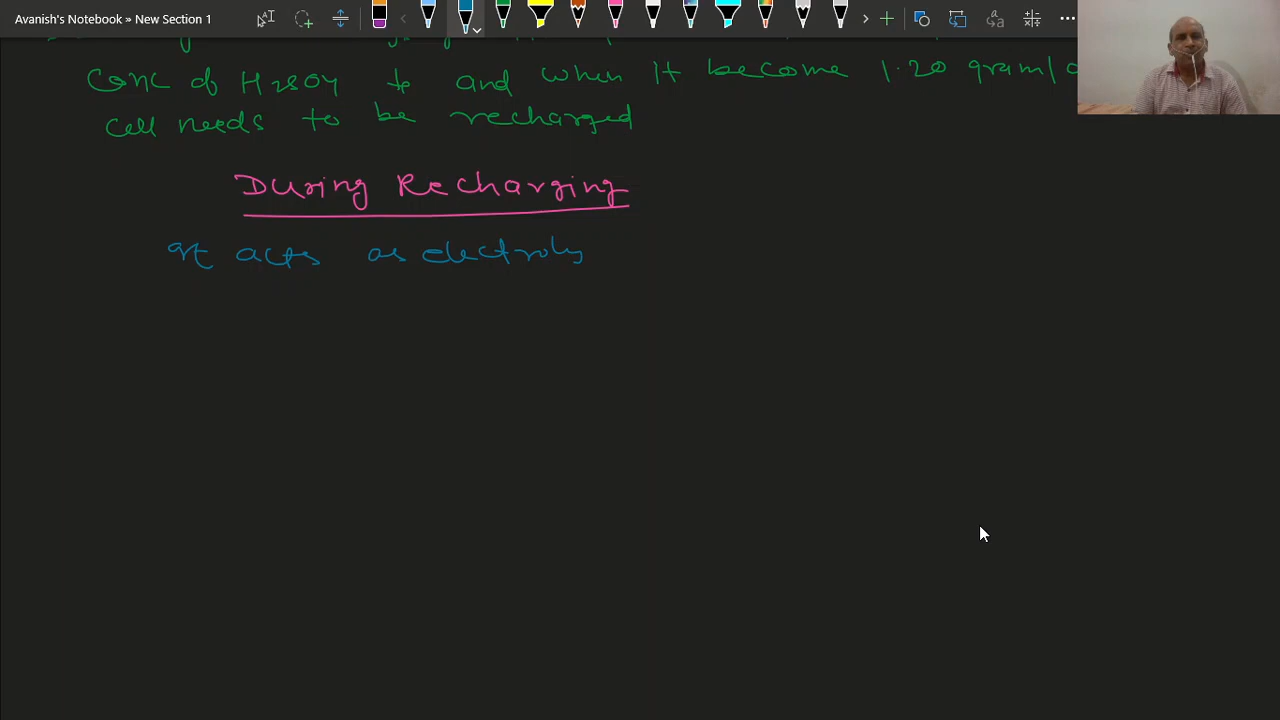 Avanish's Notebook » New Section 1
Conc of H2SO4 to and when it become 1.20 gram/
cell needs to be recharged
During Recharging
It acts as electroly